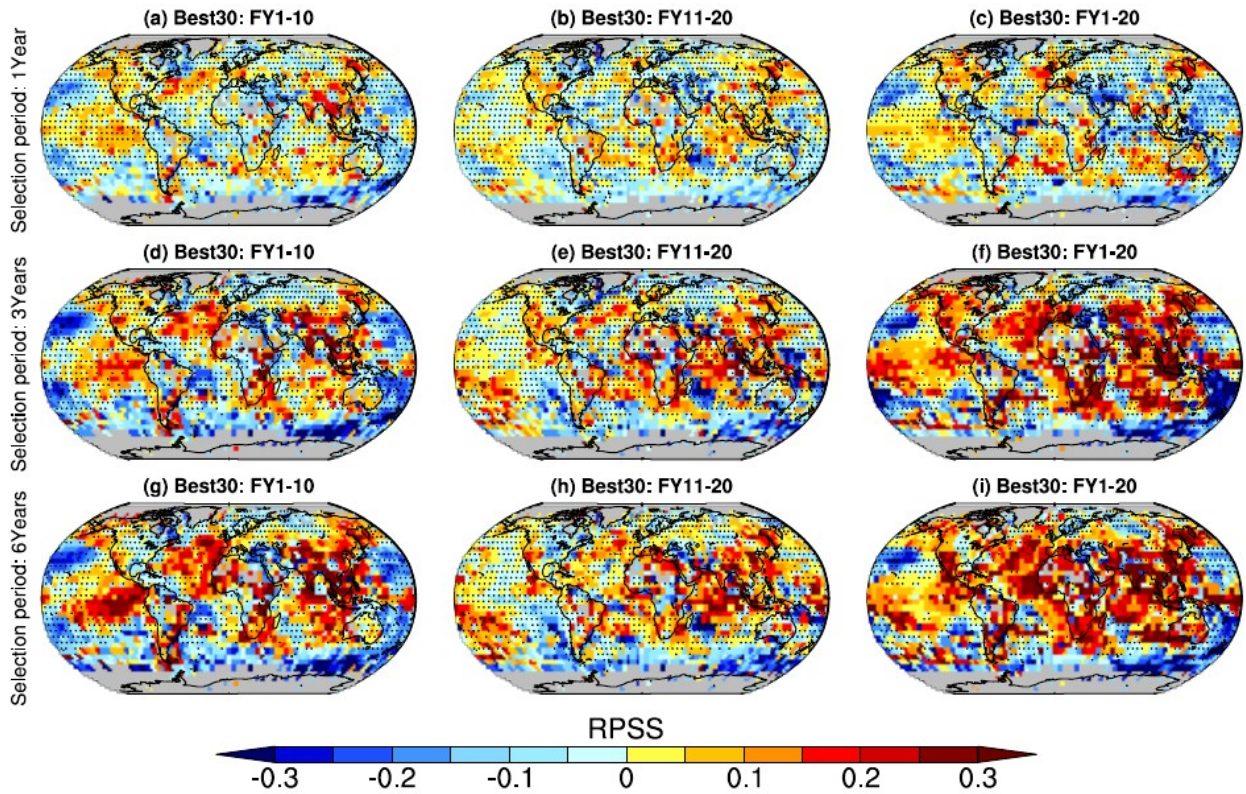 (a) Best30: FY1-10
(b) Best30: FY11-20
(c) Best30: FY1-20
Selection period: 1Year
(d) Best30: FY1-10
(e) Best30: FY11-20
(f) Best30: FY1-20
Selection period: 3Years
(g) Best30: FY1-10
(h) Best30: FY11-20
(i) Best30: FY1-20
Selection period: 6Years
RPSS
-0.3 -0.2 -0.1 0 0.1 0.2 0.3